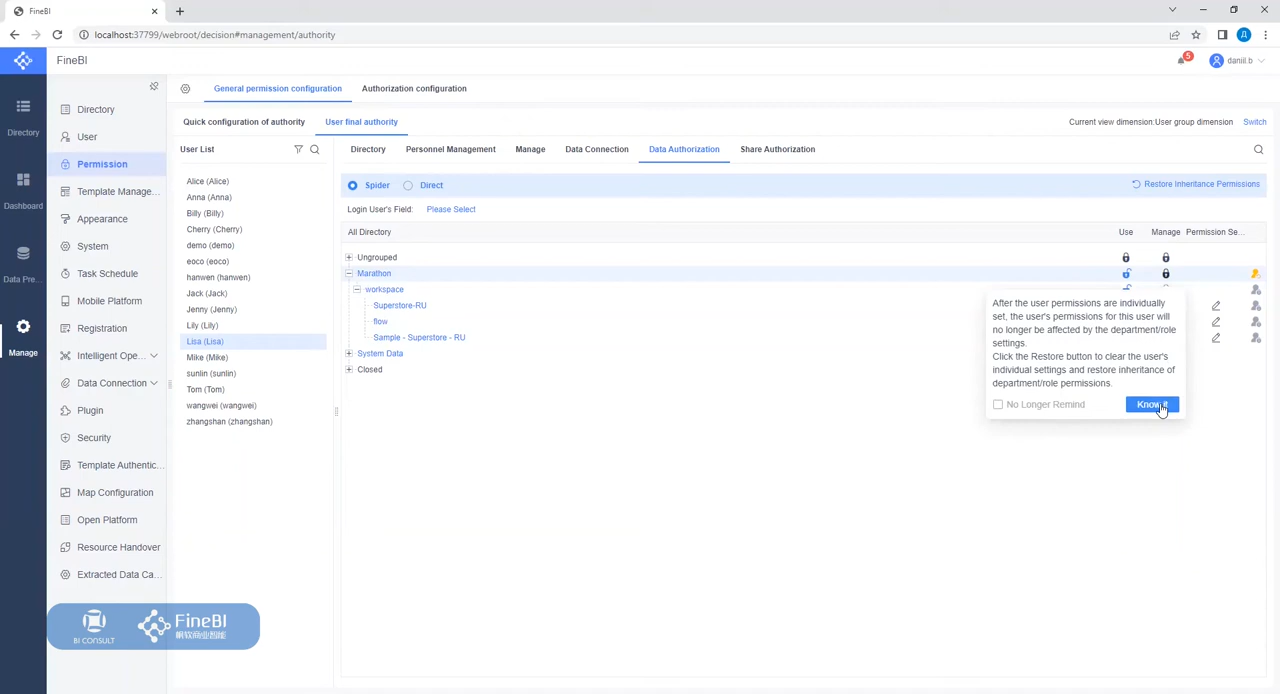 FineBI
localhost:37799/webroot/decision#management/authority
FineBI
5
daniil.b
Directory
Dashboard
Data Pre...
Manage
Directory
User
Permission
Template Manage...
Appearance
System
Task Schedule
Mobile Platform
Registration
Intelligent Ope...
Data Connection
Plugin
Security
Template Authentic...
Map Configuration
Open Platform
Resource Handover
Extracted Data Ca...
General permission configuration
Authorization configuration
Quick configuration of authority
User final authority
Current view dimension:User group dimension
Switch
User List
Alice (Alice)
Anna (Anna)
Billy (Billy)
Cherry (Cherry)
demo (demo)
eoco (eoco)
hanwen (hanwen)
Jack (Jack)
Jenny (Jenny)
Lily (Lily)
Lisa (Lisa)
Mike (Mike)
sunlin (sunlin)
Tom (Tom)
wangwei (wangwei)
zhangshan (zhangshan)
Directory
Personnel Management
Manage
Data Connection
Data Authorization
Share Authorization
Spider
Direct
Restore Inheritance Permissions
Login User's Field:
Please Select
All Directory
Use
Manage
Permission Se...
Ungrouped
Marathon
workspace
Superstore-RU
flow
Sample - Superstore - RU
System Data
Closed
After the user permissions are individually
set, the user's permissions for this user will
no longer be affected by the department/role
settings.
Click the Restore button to clear the user's
individual settings and restore inheritance of
department/role permissions.
No Longer Remind
Know it
BI CONSULT
FineBI
帆软商业智能
Д